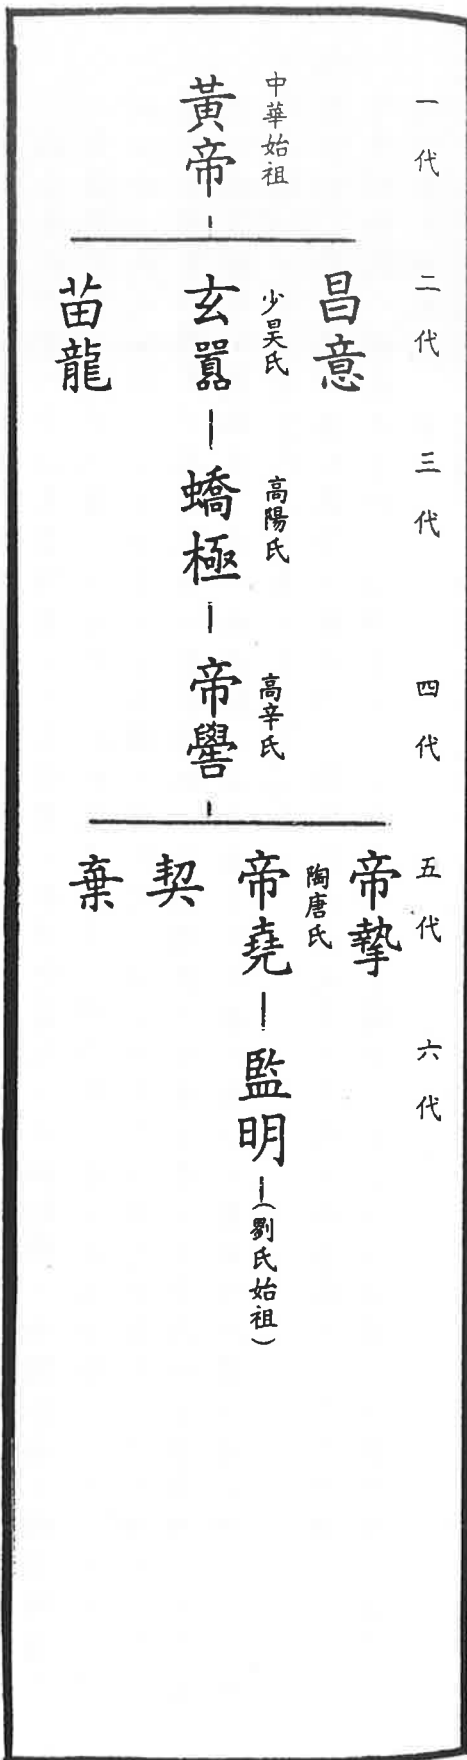 一代
二代
三代
四代
五代
六代
中華始祖
黃帝
昌意
少昊氏
玄囂
苗龍
高陽氏
蟜極
高辛氏
帝嚳
帝摯
陶唐氏
帝堯
契
棄
監明
(劉氏始祖)